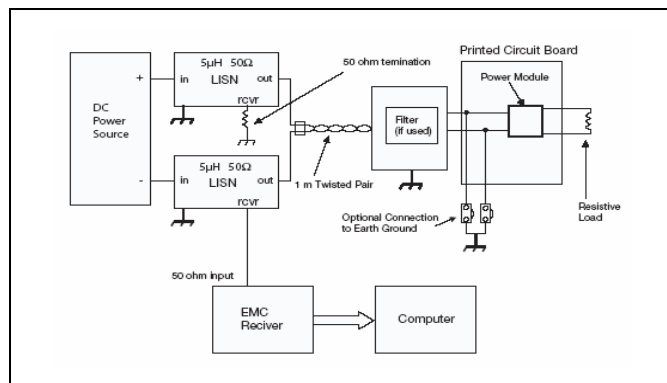 5µH 50Ω
LISN
+
in
out
rcvr
DC
Power
Source
50 ohm temination
5µH 50Ω
LISN
-
in
out
rcvr
1 m Twisted Pair
Filter
(if used)
Printed Circuit Board
Power Module
Optional Connection
to Earth Ground
Resistive
Load
50 ohm input
EMC
Reciver
Computer